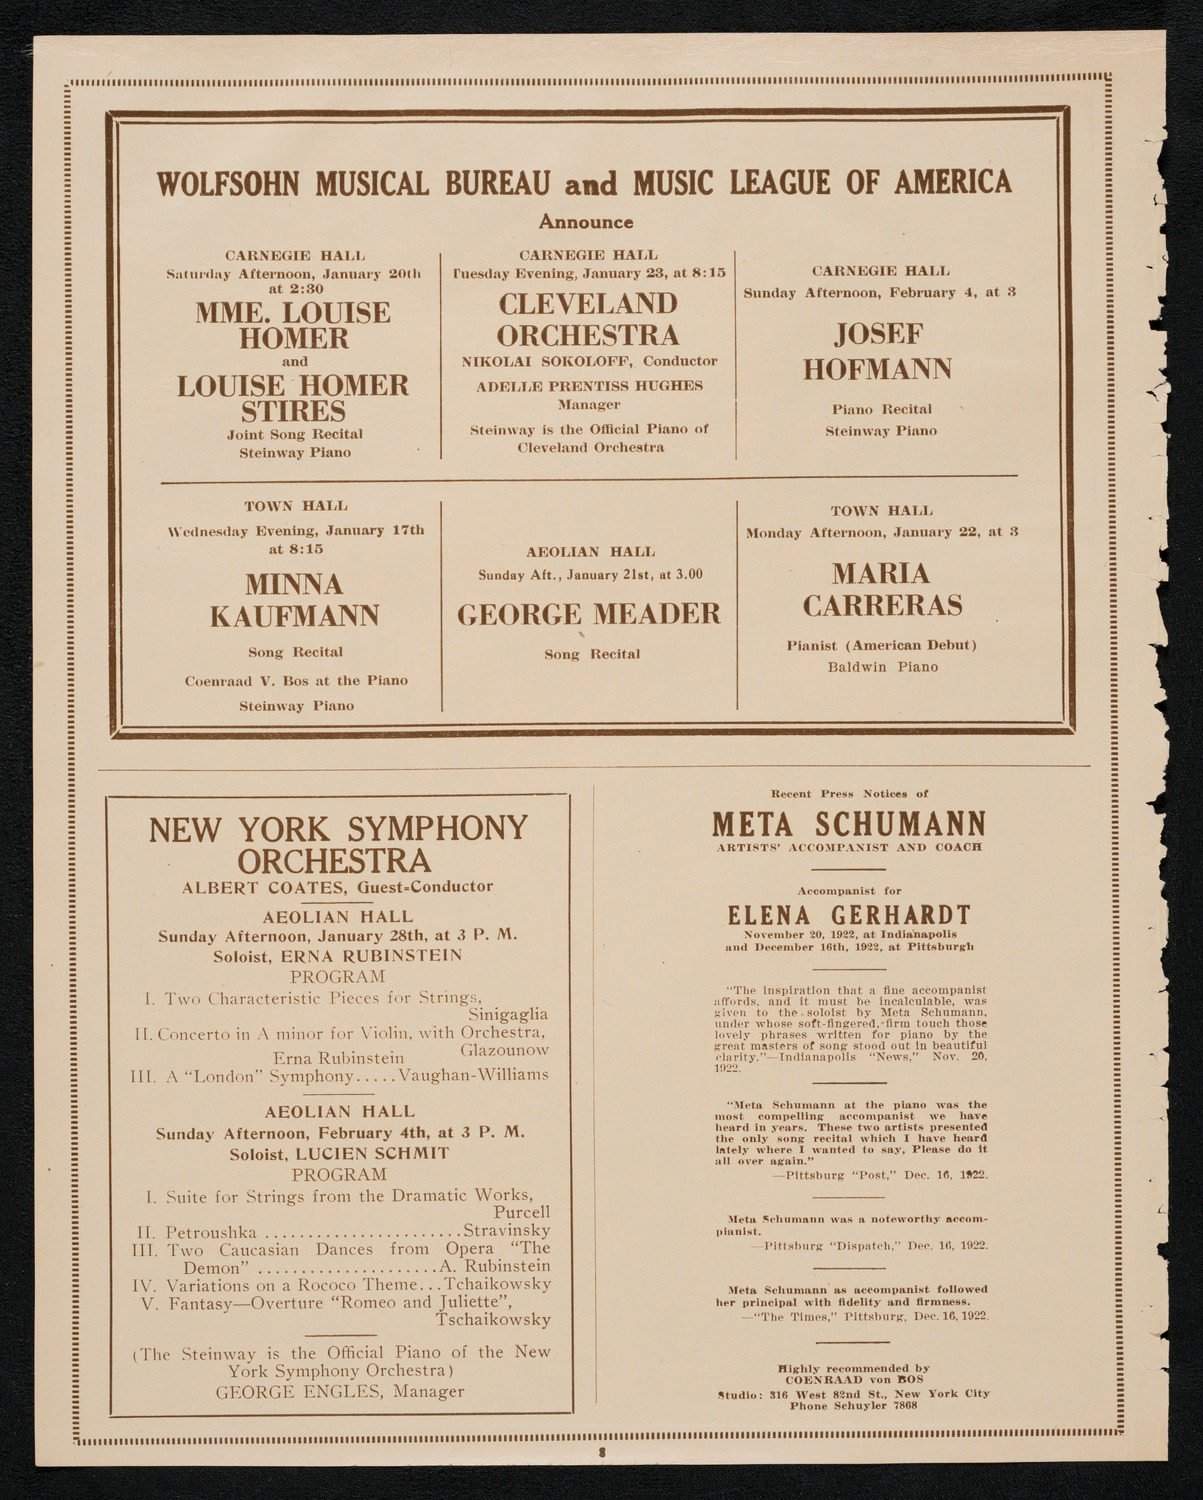 WOLFSOHN MUSICAL BUREAU and MUSIC LEAGUE OF AMERICA
Announce
CARNEGIE HALL
Saturday Afternoon, January 20th
at 2:30
MME. LOUISE
HOMER
and
LOUISE HOMER
STIRES
Joint Song Recital
Steinway Piano
CARNEGIE HALL
Tuesday Evening, January 23, at 8:15
CLEVELAND
ORCHESTRA
NIKOLAI SOKOLOFF, Conductor
ADELLE PRENTISS HUGHES
Manager
Steinway is the Official Piano of
Cleveland Orchestra
CARNEGIE HALL
Sunday Afternoon, February 4, at 3
JOSEF
HOFMANN
Piano Recital
Steinway Piano
TOWN HALL
Wednesday Evening, January 17th
at 8:15
MINNA
KAUFMANN
Song Recital
Coenraad V. Bos at the Piano
Steinway Piano
AEOLIAN HALL
Sunday Aft., January 21st, at 3.00
GEORGE MEADER
Song Recital
TOWN HALL
Monday Afternoon, January 22, at 3
MARIA
CARRERAS
Pianist (American Debut)
Baldwin Piano
NEW YORK SYMPHONY
ORCHESTRA
ALBERT COATES, Guest=Conductor
AEOLIAN HALL
Sunday Afternoon, January 28th, at 3 P. M.
Soloist, ERNA RUBINSTEIN
PROGRAM
I. Two Characteristic Pieces for Strings,
Sinigaglia
II. Concerto in A minor for Violin, with Orchestra,
Erna Rubinstein Glazounow
III. A “London” Symphony.....Vaughan-Williams
AEOLIAN HALL
Sunday Afternoon, February 4th, at 3 P. M.
Soloist, LUCIEN SCHMIT
PROGRAM
I. Suite for Strings from the Dramatic Works,
Purcell
II. Petroushka .......................Stravinsky
III. Two Caucasian Dances from Opera “The
Demon” .....................A. Rubinstein
IV. Variations on a Rococo Theme...Tchaikowsky
V. Fantasy—Overture “Romeo and Juliette”,
Tschaikowsky
(The Steinway is the Official Piano of the New
York Symphony Orchestra)
GEORGE ENGLES, Manager
Recent Press Notices of
META SCHUMANN
ARTISTS' ACCOMPANIST AND COACH
Accompanist for
ELENA GERHARDT
November 20, 1922, at Indianapolis
and December 16th, 1922, at Pittsburgh
“The inspiration that a fine accompanist
affords, and it must be incalculable, was
given to the soloist by Meta Schumann,
under whose soft-fingered, firm touch those
lovely phrases written for piano by the
great masters of song stood out in beautiful
clarity.”—Indianapolis “News,” Nov. 20,
1922.
“Meta Schumann at the piano was the
most compelling accompanist we have
heard in years. These two artists presented
the only song recital which I have heard
lately where I wanted to say, Please do it
all over again.”
—Pittsburg “Post,” Dec. 16, 1922.
Meta Schumann was a noteworthy accom-
pianist.
—Pittsburg “Dispatch,” Dec. 16, 1922.
Meta Schumann as accompanist followed
her principal with fidelity and firmness.
—“The Times,” Pittsburg, Dec. 16, 1922.
Highly recommended by
COENRAAD von BOS
Studio: 316 West 82nd St., New York City
Phone Schuyler 7868
8